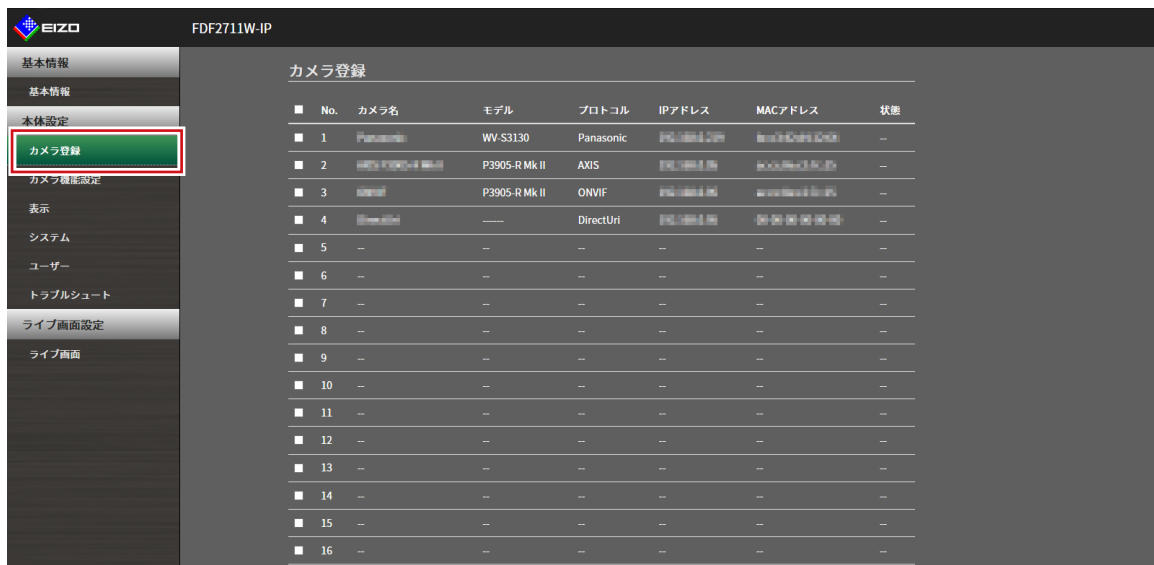 EIZO
FDF2711W-IP
基本情報
基本情報
本体設定
カメラ登録
カメラ機能設定
表示
システム
ユーザー
トラブルシュート
ライブ画面設定
ライブ画面
カメラ登録
No. カメラ名 モデル プロトコル IPアドレス MACアドレス 状態
1 WV-S3130 Panasonic --
2 P3905-R Mk II AXIS --
3 P3905-R Mk II ONVIF --
4 ------ DirectUri --
5 -- -- -- -- -- --
6 -- -- -- -- -- --
7 -- -- -- -- -- --
8 -- -- -- -- -- --
9 -- -- -- -- -- --
10 -- -- -- -- -- --
11 -- -- -- -- -- --
12 -- -- -- -- -- --
13 -- -- -- -- -- --
14 -- -- -- -- -- --
15 -- -- -- -- -- --
16 -- -- -- -- -- --